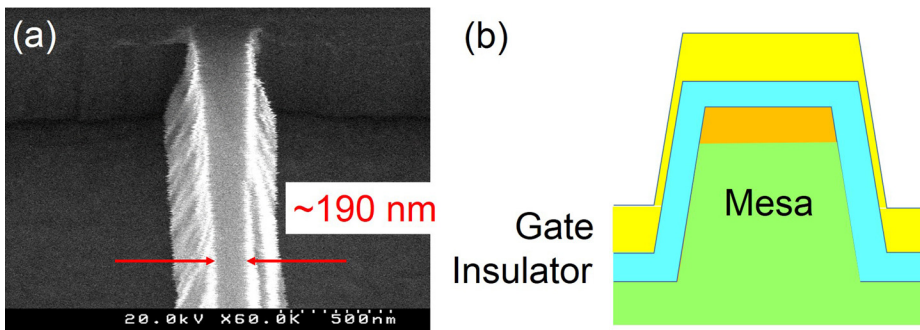 (a)
~190 nm
20.0kV X60.0K 500nm
(b)
Mesa
Gate
Insulator